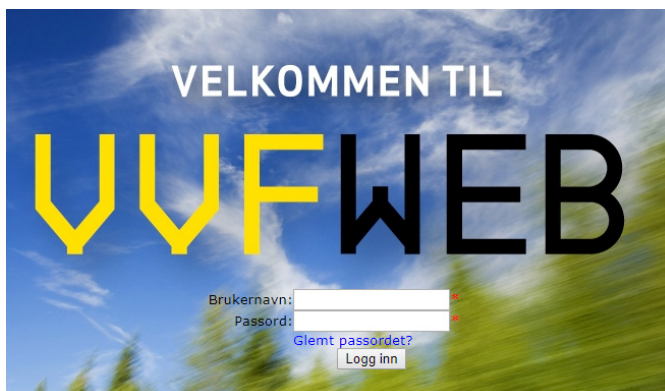 VELKOMMEN TIL
VVFWEB
Brukernavn: *
Passord: *
Glemt passordet?
Logg inn